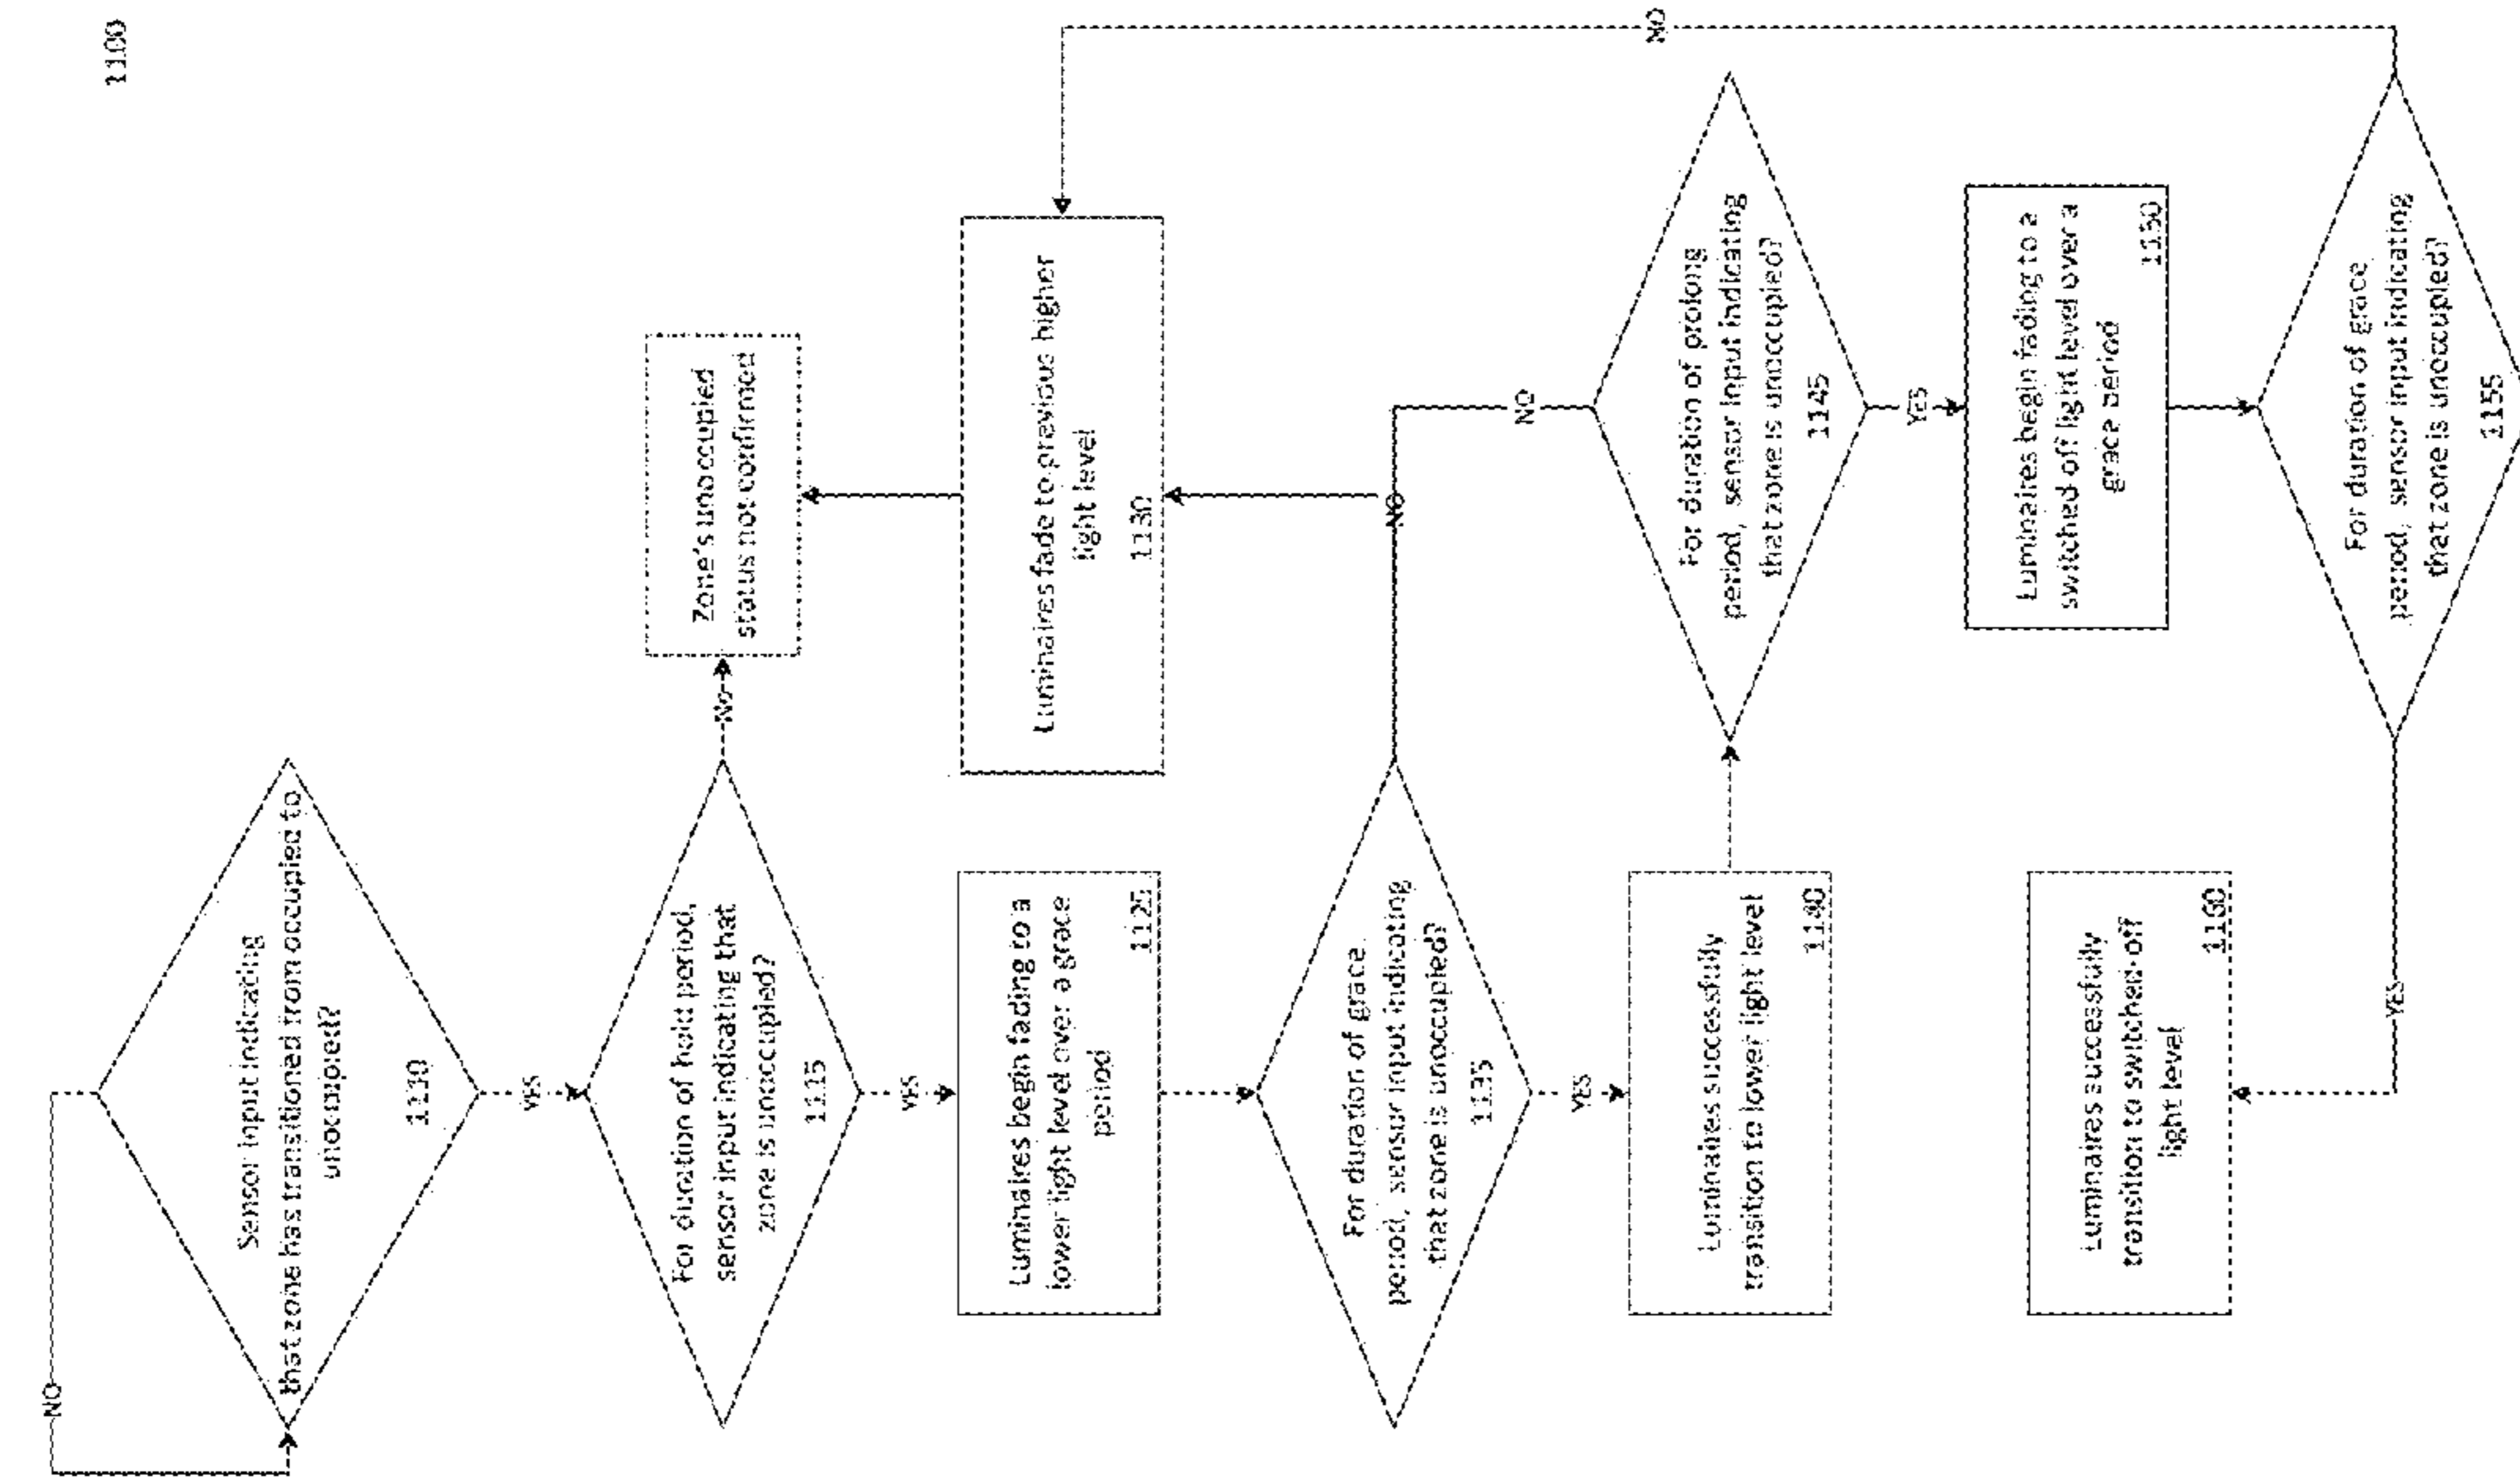 1100
NO
Sensor input indicating
that zone has transitioned from occupied to
unoccupied?
1110
YES
For duration of hold period,
sensor input indicating that
zone is unoccupied?
1115
No
Zone's unoccupied
status not confirmed
YES
Luminaires begin fading to a
lower light level over a grace
period
1125
Luminaires fade to previous higher
light level
1130
For duration of grace
period, sensor input indicating
that zone is unoccupied?
1135
NO
YES
Luminaires successfully
transition to lower light level
1140
For duration of prolong
period, sensor input indicating
that zone is unoccupied?
1145
NO
YES
Luminaires begin fading to a
switched off light level over a
grace period
1150
For duration of grace
period, sensor input indicating
that zone is unoccupied?
1155
NO
YES
Luminaires successfully
transition to switched-off
light level
1160